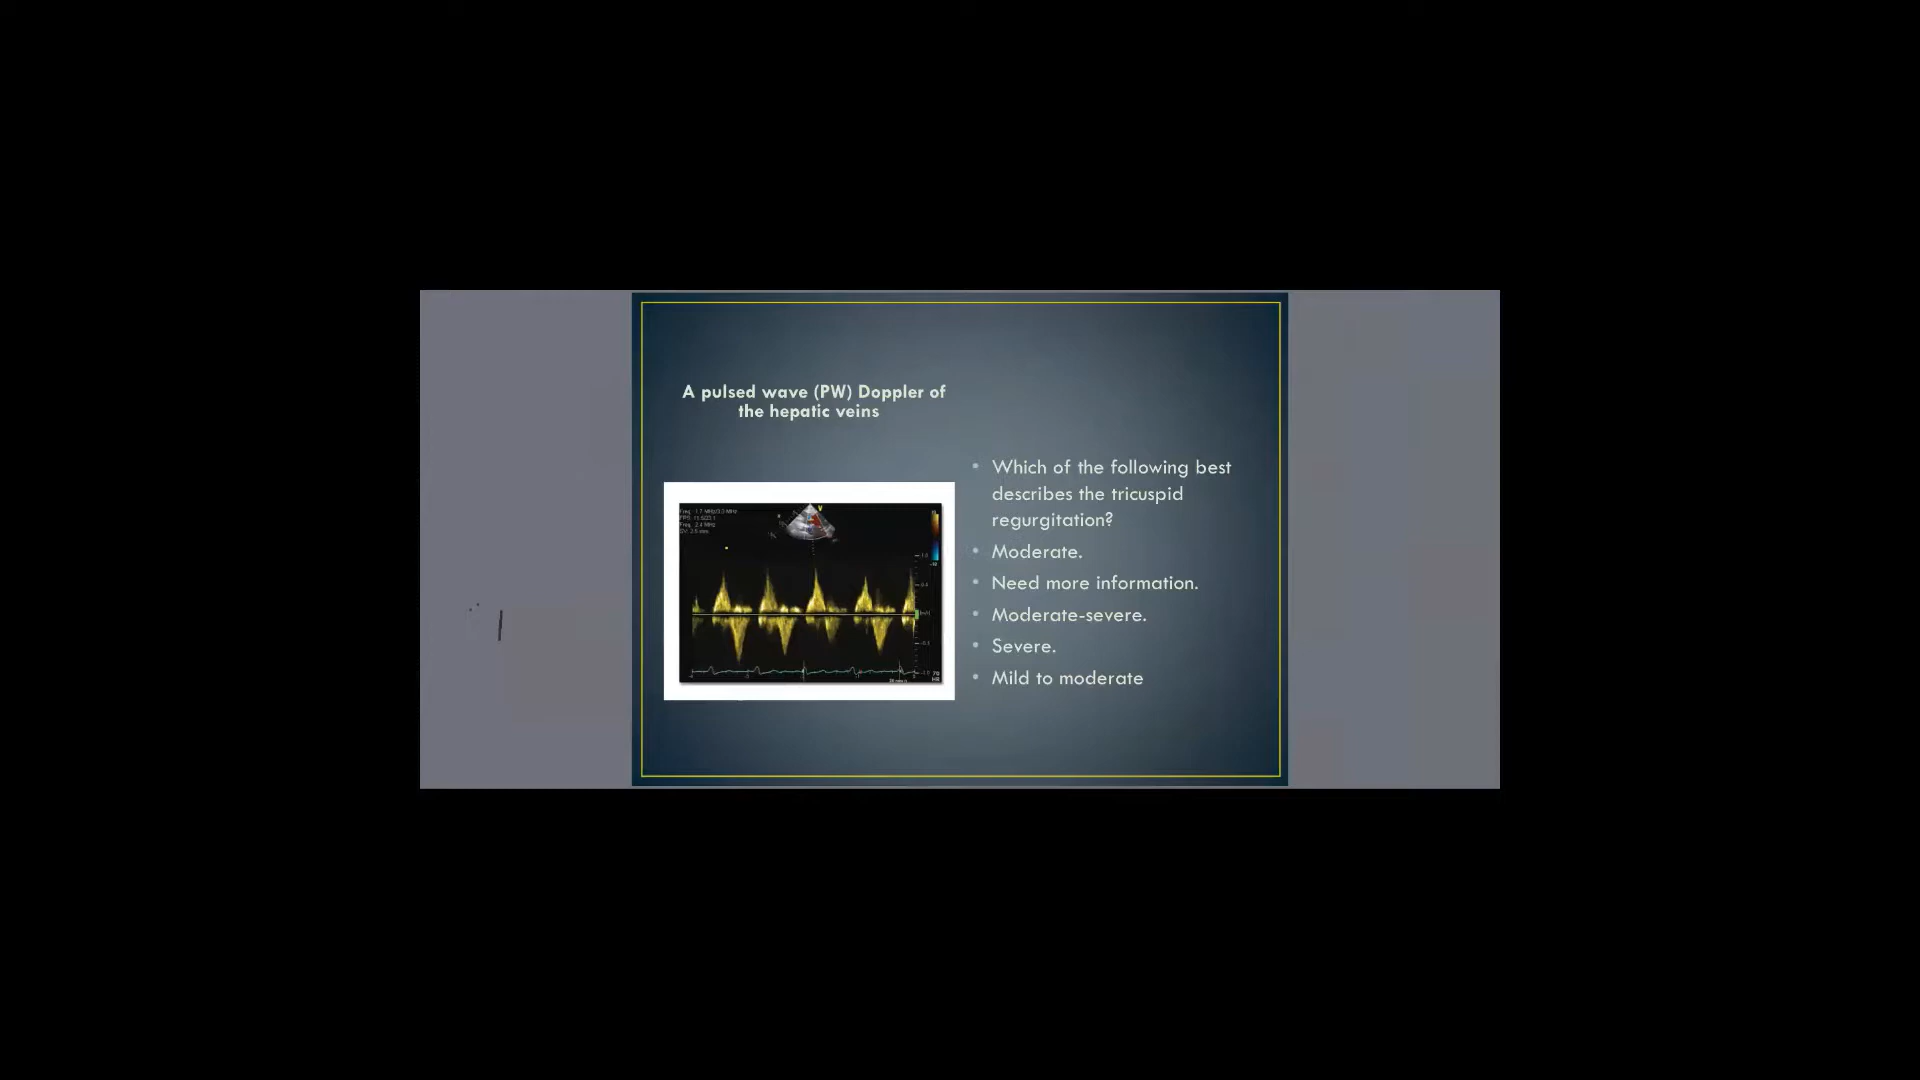 A pulsed wave (PW) Doppler of
the hepatic veins
• Which of the following best
describes the tricuspid
regurgitation?
• Moderate.
• Need more information.
• Moderate-severe.
• Severe.
• Mild to moderate
V